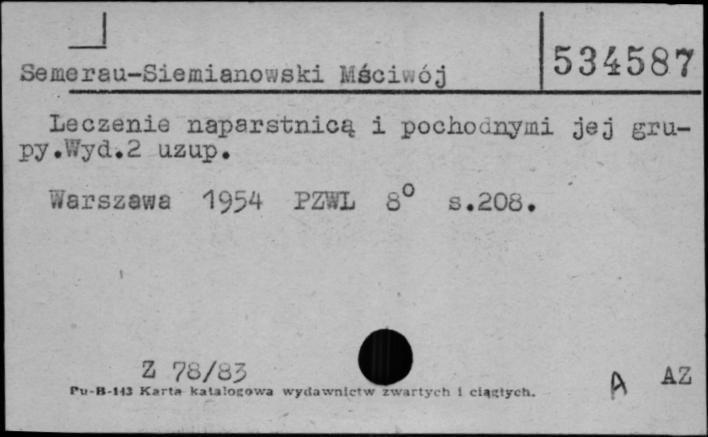 534587
Semerau-Siemianowski Mściwój
Leczenie naparstnicą i pochodnymi jej gru-
py.Wyd.2 uzup.
Warszawa 1954 PZWL 8° s.208.
Z 78/83
Pu-B-143 Karta katalogowa wydawnictw zwartych i ciągłych.
A AZ